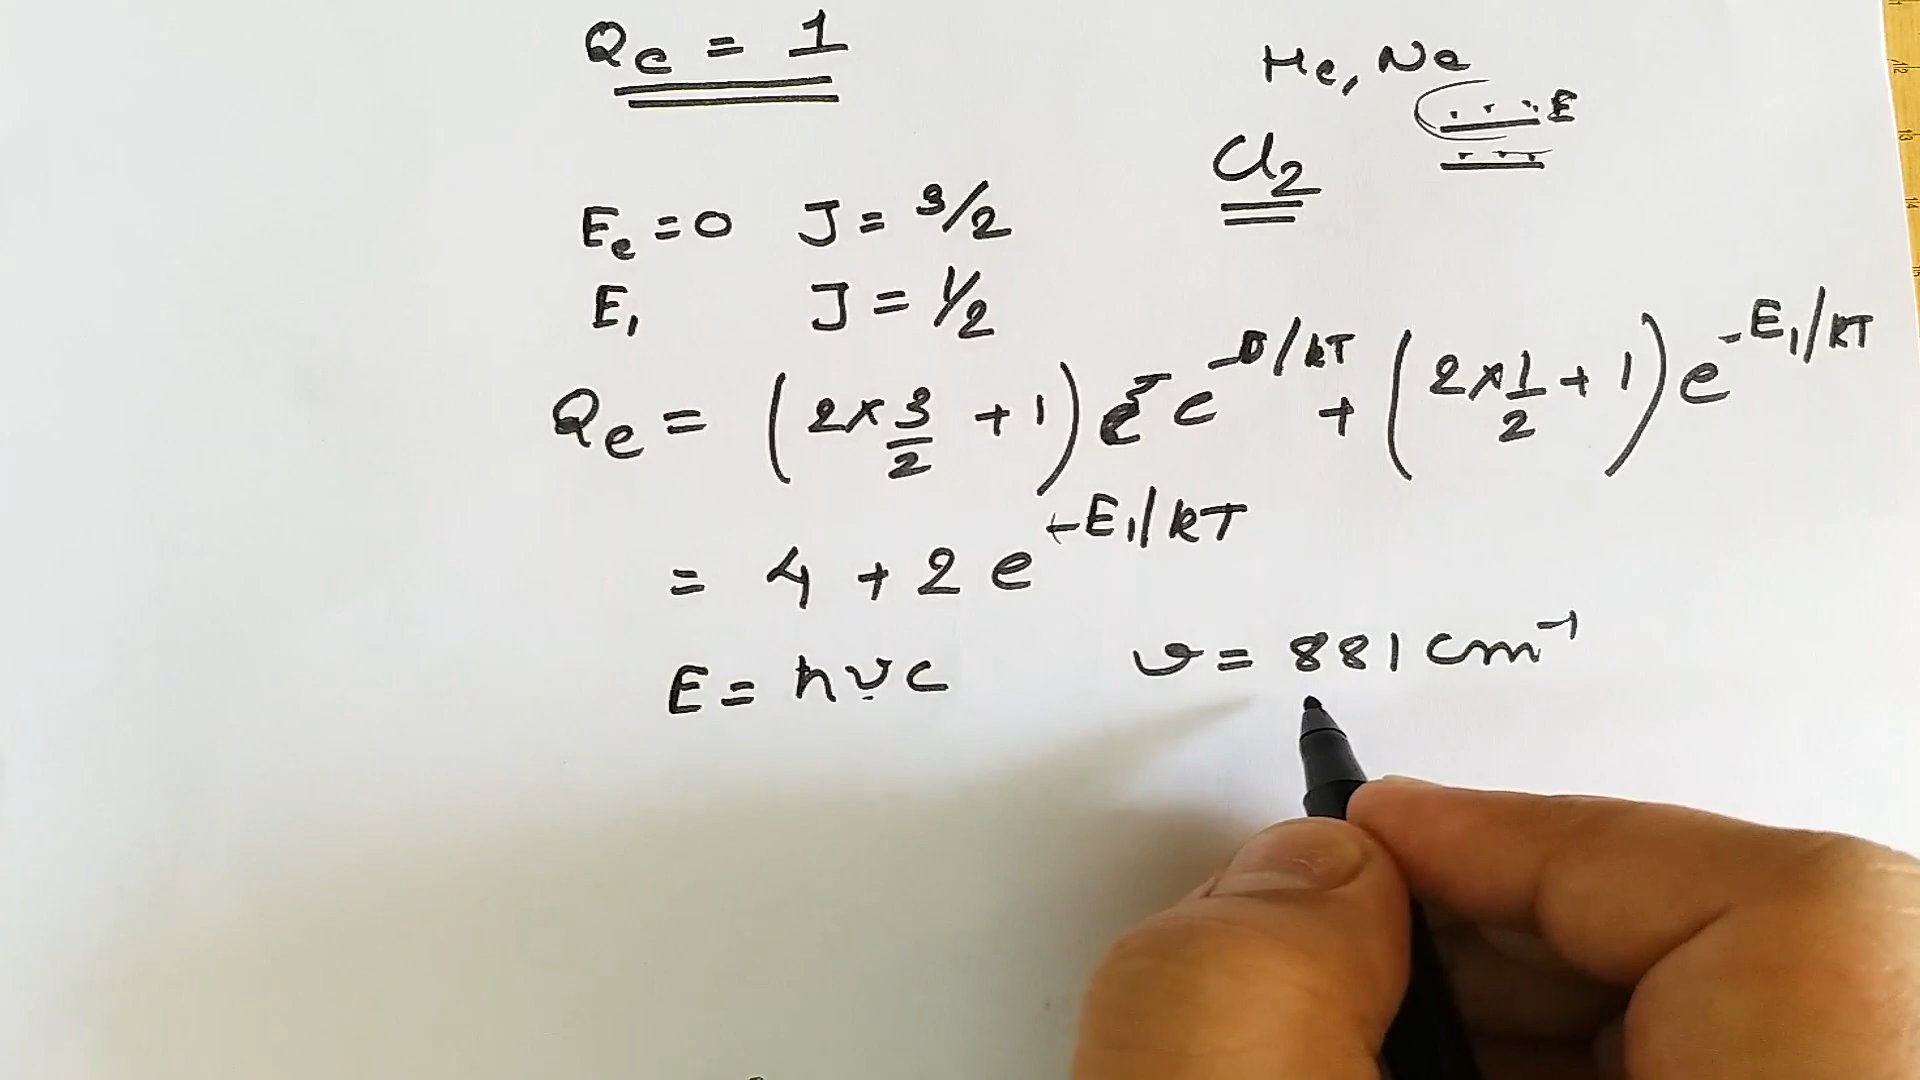 Qe = 1
He, Ne
E
Cl2
Ee = 0 J = 3/2
E1 J = 1/2
Qe = (2 × 3/2 + 1) e^-0/kT + (2 × 1/2 + 1) e^-E1/kT
= 4 + 2 e^-E1/kT
E = hνc ν = 881 cm^-1